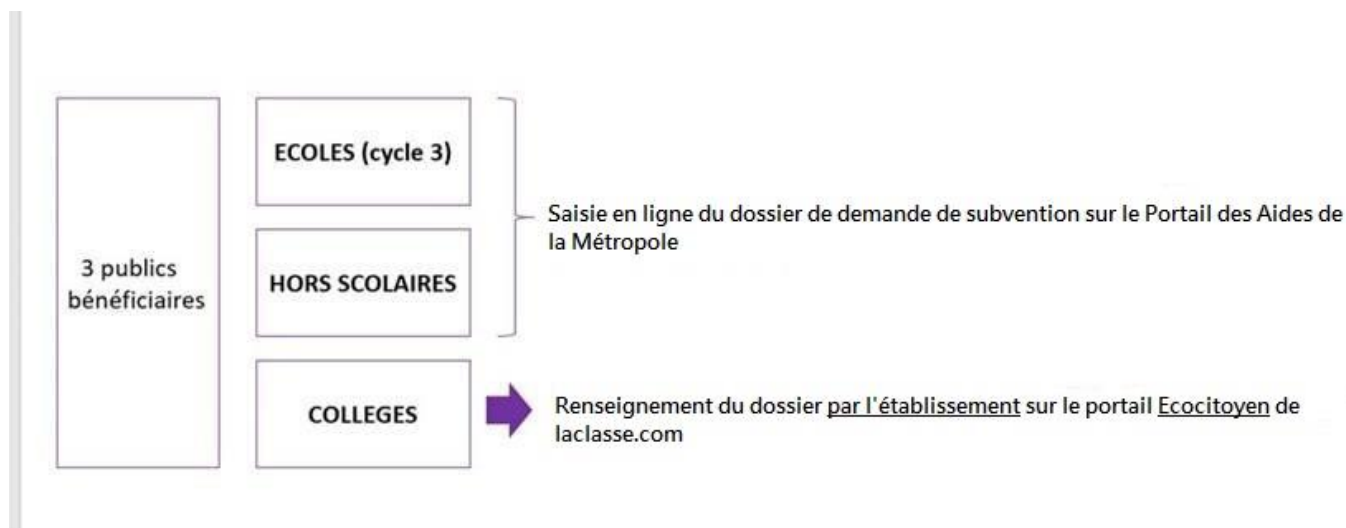 3 publics
bénéficiaires
ECOLES (cycle 3)
HORS SCOLAIRES
Saisie en ligne du dossier de demande de subvention sur le Portail des Aides de
la Métropole
COLLEGES
Renseignement du dossier par l'établissement sur le portail Ecocitoyen de
laclasse.com